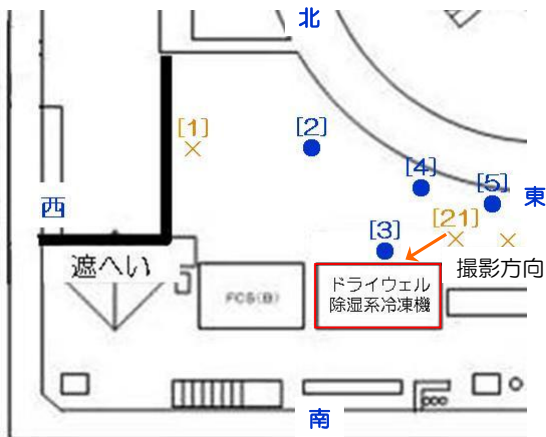 北
[1]
[2]
[4]
[5]
西
東
[21]
[3]
遮へい
撮影方向
FCS(B)
ドライウェル
除湿系冷凍機
南